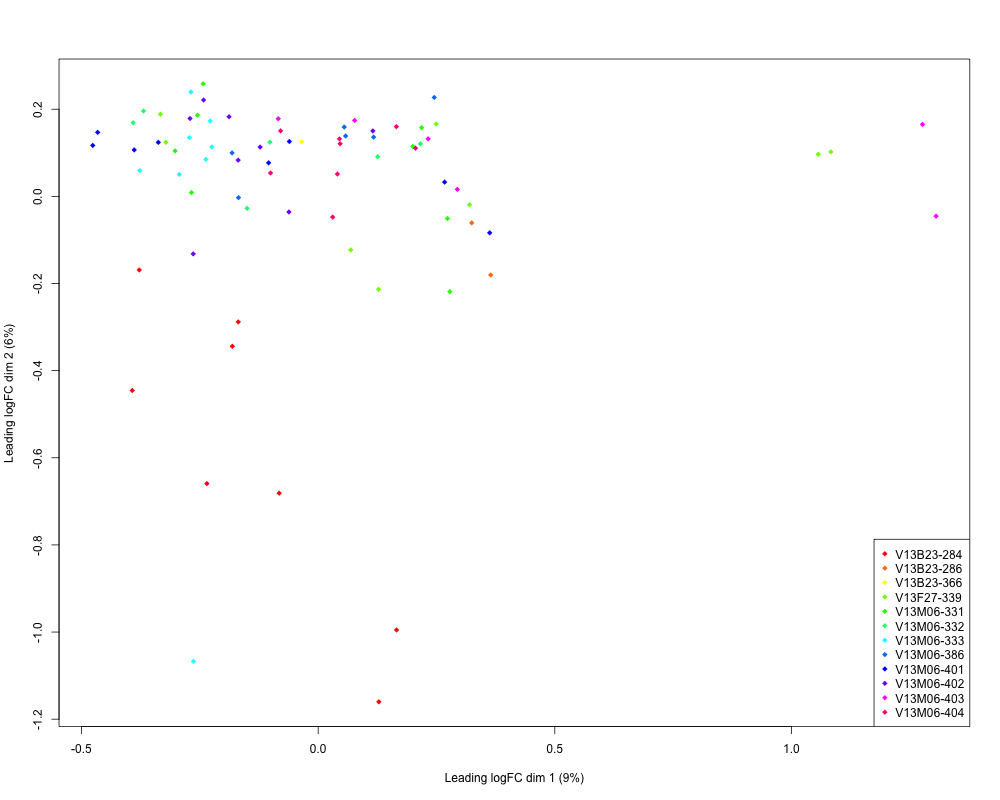 0.2
0.0
-0.2
-0.4
-0.6
-0.8
-1.0
-1.2
Leading logFC dim 2 (6%)
V13B23-284
V13B23-286
V13B23-366
V13F27-339
V13M06-331
V13M06-332
V13M06-333
V13M06-386
V13M06-401
V13M06-402
V13M06-403
V13M06-404
-0.5 0.0 0.5 1.0
Leading logFC dim 1 (9%)